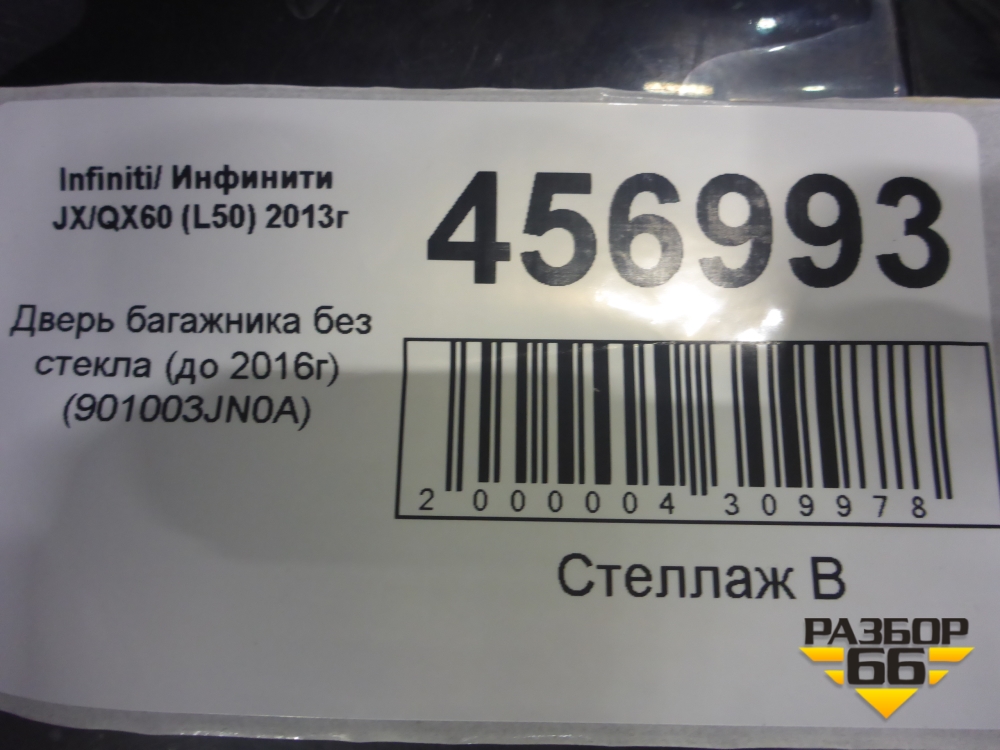 Infiniti/ Инфинити
JX/QX60 (L50) 2013г
456993
Дверь багажника без
стекла (до 2016г)
(901003JN0A)
2 000004 309978
Стеллаж В
РАЗБОР
66